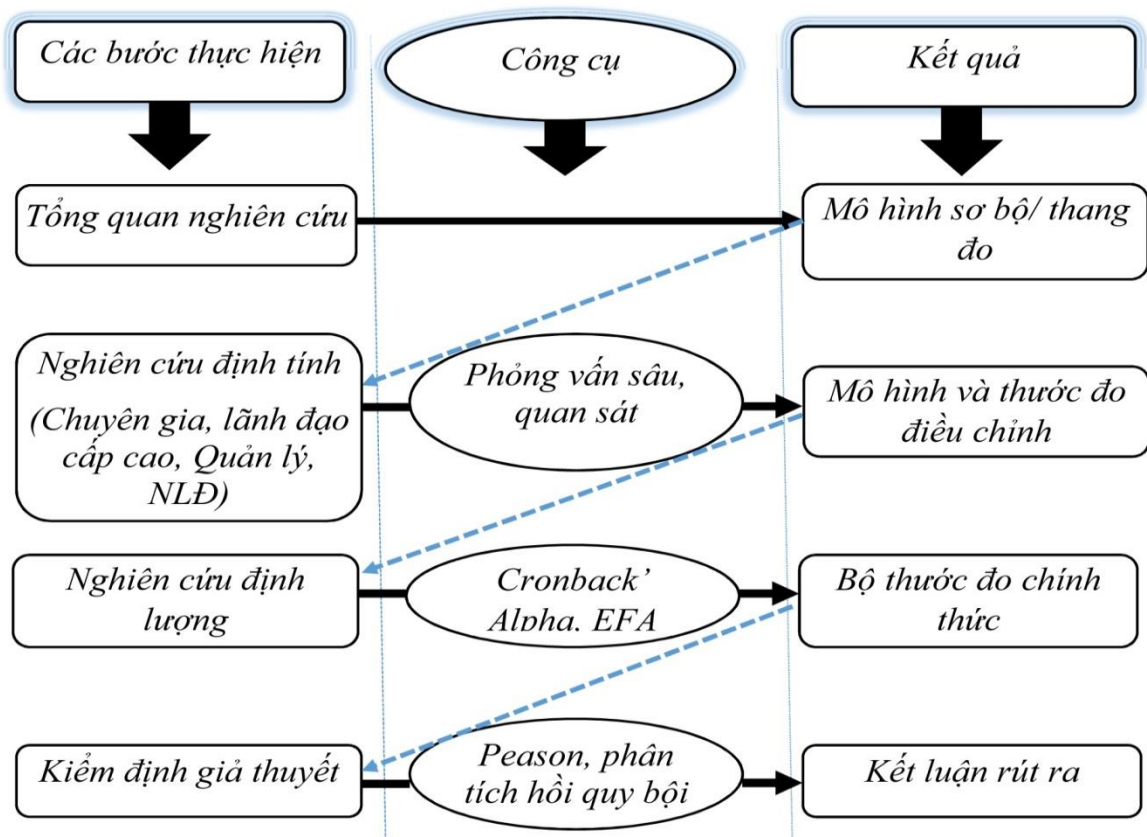 Các bước thực hiện
Công cụ
Kết quả
Tổng quan nghiên cứu
Mô hình sơ bộ/ thang
đo
Nghiên cứu định tính
(Chuyên gia, lãnh đạo
cấp cao, Quản lý,
NLĐ)
Phỏng vấn sâu,
quan sát
Mô hình và thước đo
điều chỉnh
Nghiên cứu định
lượng
Cronback’
Alpha, EFA
Bộ thước đo chính
thức
Kiểm định giả thuyết
Peason, phân
tích hồi quy bội
Kết luận rút ra